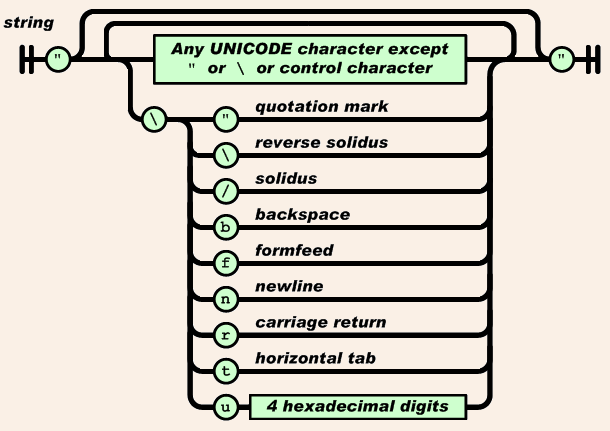 string
" Any UNICODE character except "
" or \ or control character
\ " quotation mark
\ reverse solidus
/ solidus
b backspace
f formfeed
n newline
r carriage return
t horizontal tab
u 4 hexadecimal digits